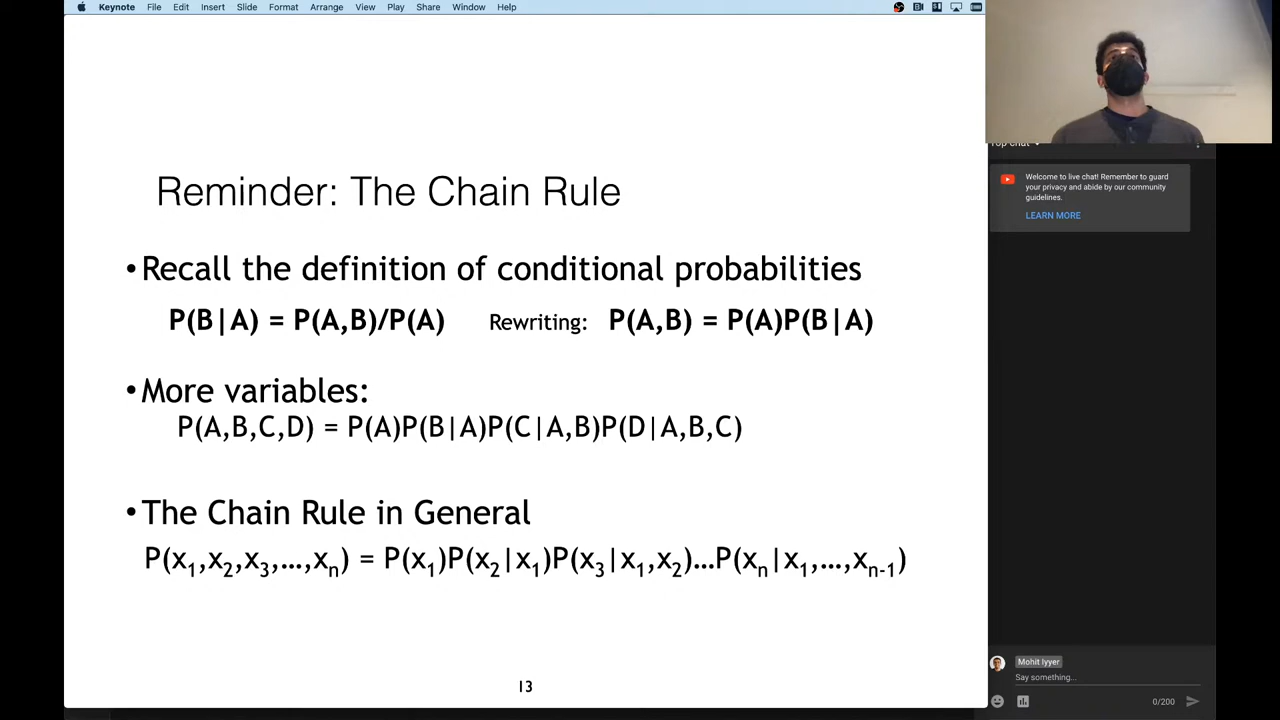 Keynote File Edit Insert Slide Format Arrange View Play Share Window Help
Reminder: The Chain Rule
•Recall the definition of conditional probabilities
P(B|A) = P(A,B)/P(A) Rewriting: P(A,B) = P(A)P(B|A)
•More variables:
P(A,B,C,D) = P(A)P(B|A)P(C|A,B)P(D|A,B,C)
•The Chain Rule in General
P(x₁,x₂,x₃,…,xₙ) = P(x₁)P(x₂|x₁)P(x₃|x₁,x₂)…P(xₙ|x₁,…,xₙ₋₁)
13
Top chat
Welcome to live chat! Remember to guard
your privacy and abide by our community
guidelines.
LEARN MORE
Mohit Iyyer
Say something...
0/200